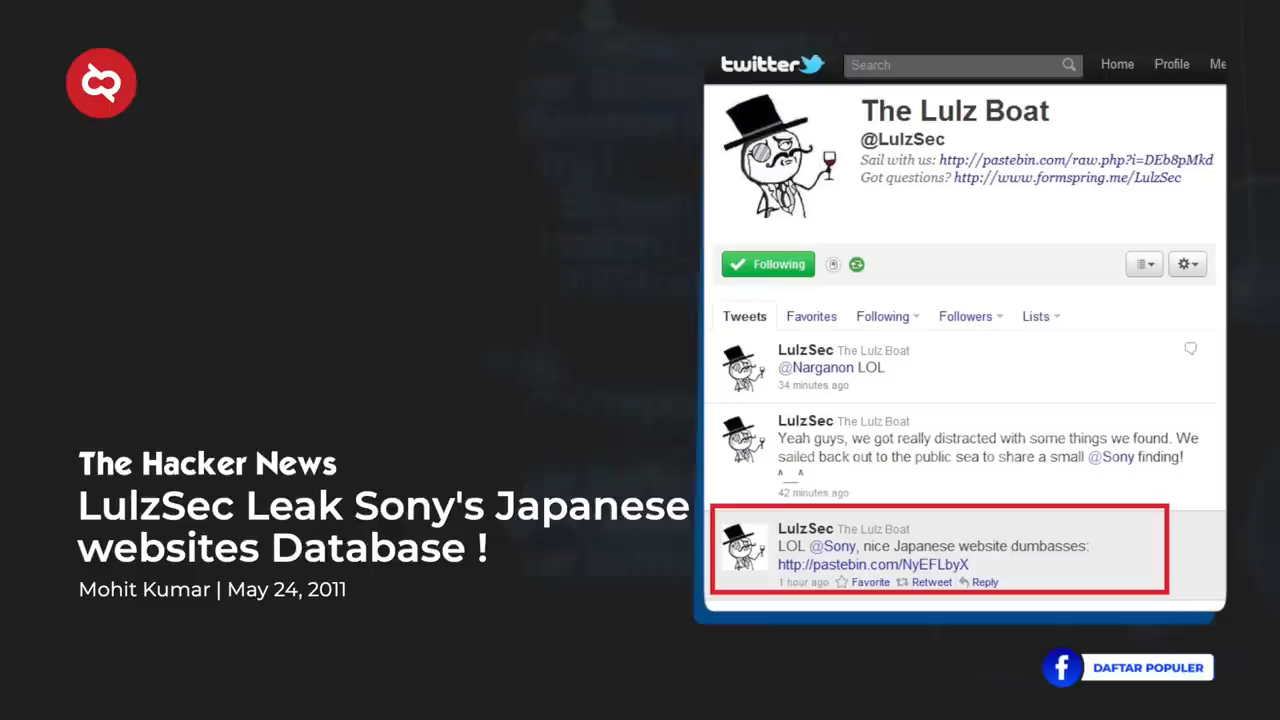 The Hacker News
LulzSec Leak Sony's Japanese
websites Database !
Mohit Kumar | May 24, 2011
twitter
Search
Home Profile Me
The Lulz Boat
@LulzSec
Sail with us: http://pastebin.com/raw.php?i=DEb8pMkd
Got questions? http://www.formspring.me/LulzSec
Following
Tweets Favorites Following Followers Lists
LulzSec The Lulz Boat
@Narganon LOL
34 minutes ago
LulzSec The Lulz Boat
Yeah guys, we got really distracted with some things we found. We
sailed back out to the public sea to share a small @Sony finding!
^__^
42 minutes ago
LulzSec The Lulz Boat
LOL @Sony, nice Japanese website dumbasses:
http://pastebin.com/NyEFLbyX
1 hour ago Favorite Retweet Reply
DAFTAR POPULER